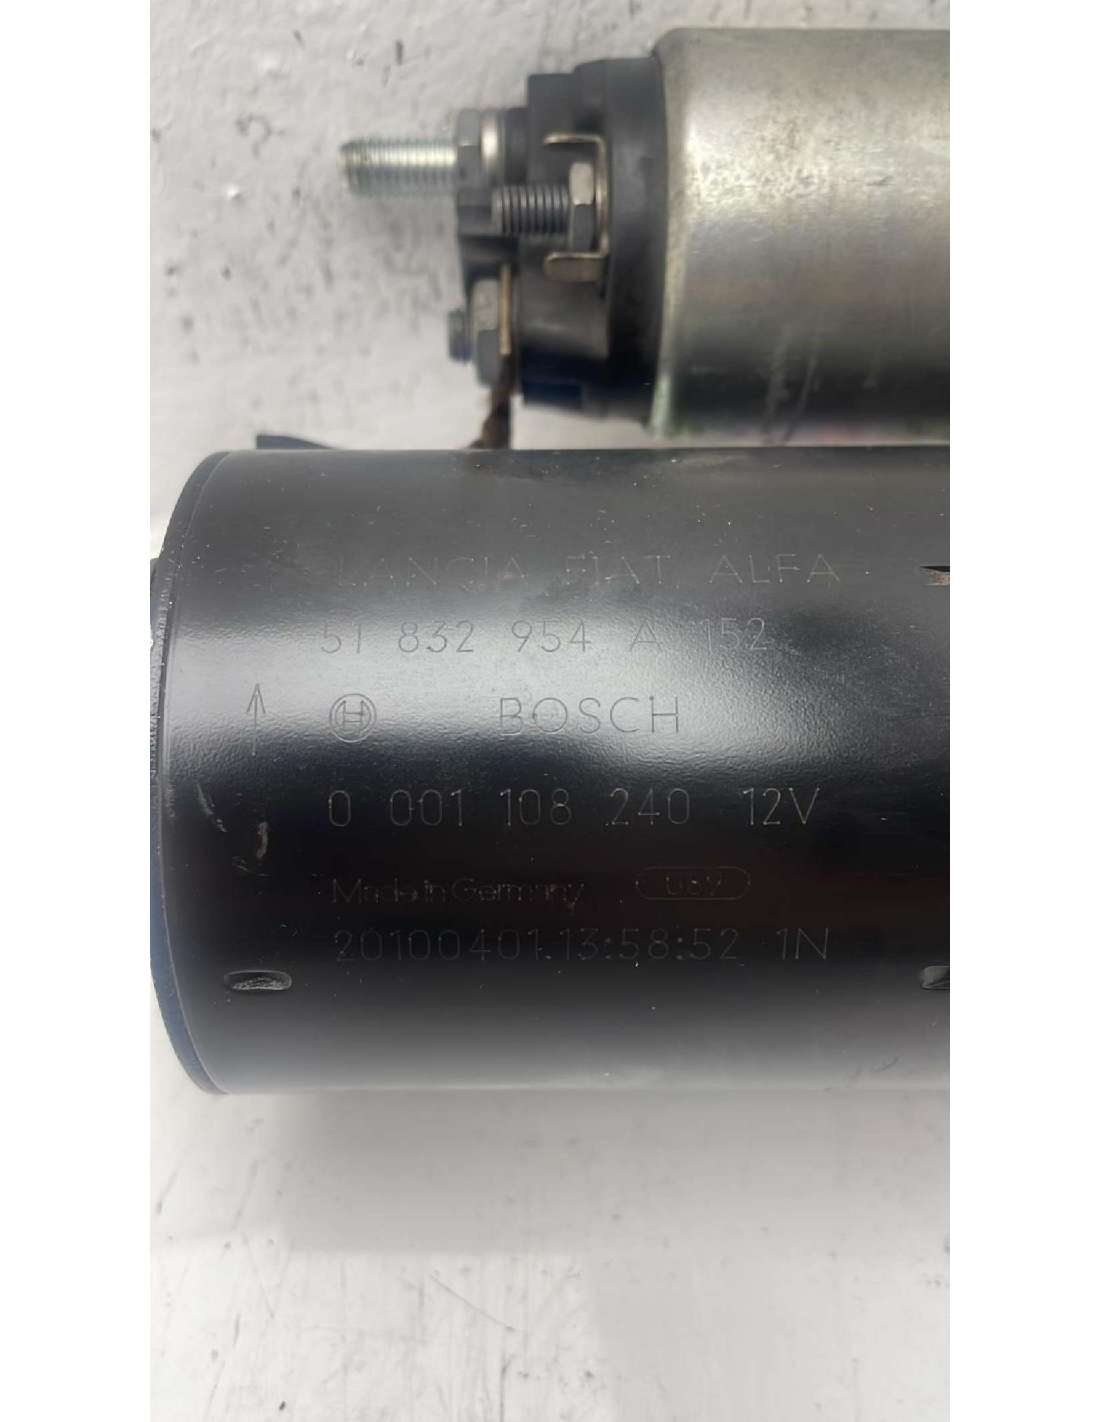 LANCIA FIAT ALFA
51 832 954 A 152
BOSCH
0 001 108 240 12V
Made in Germany
20100401.13:58:52 1N